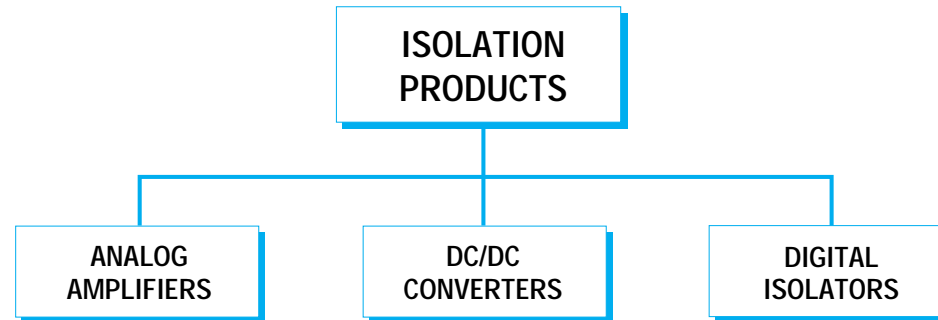 ISOLATION
PRODUCTS
ANALOG
AMPLIFIERS
DC/DC
CONVERTERS
DIGITAL
ISOLATORS